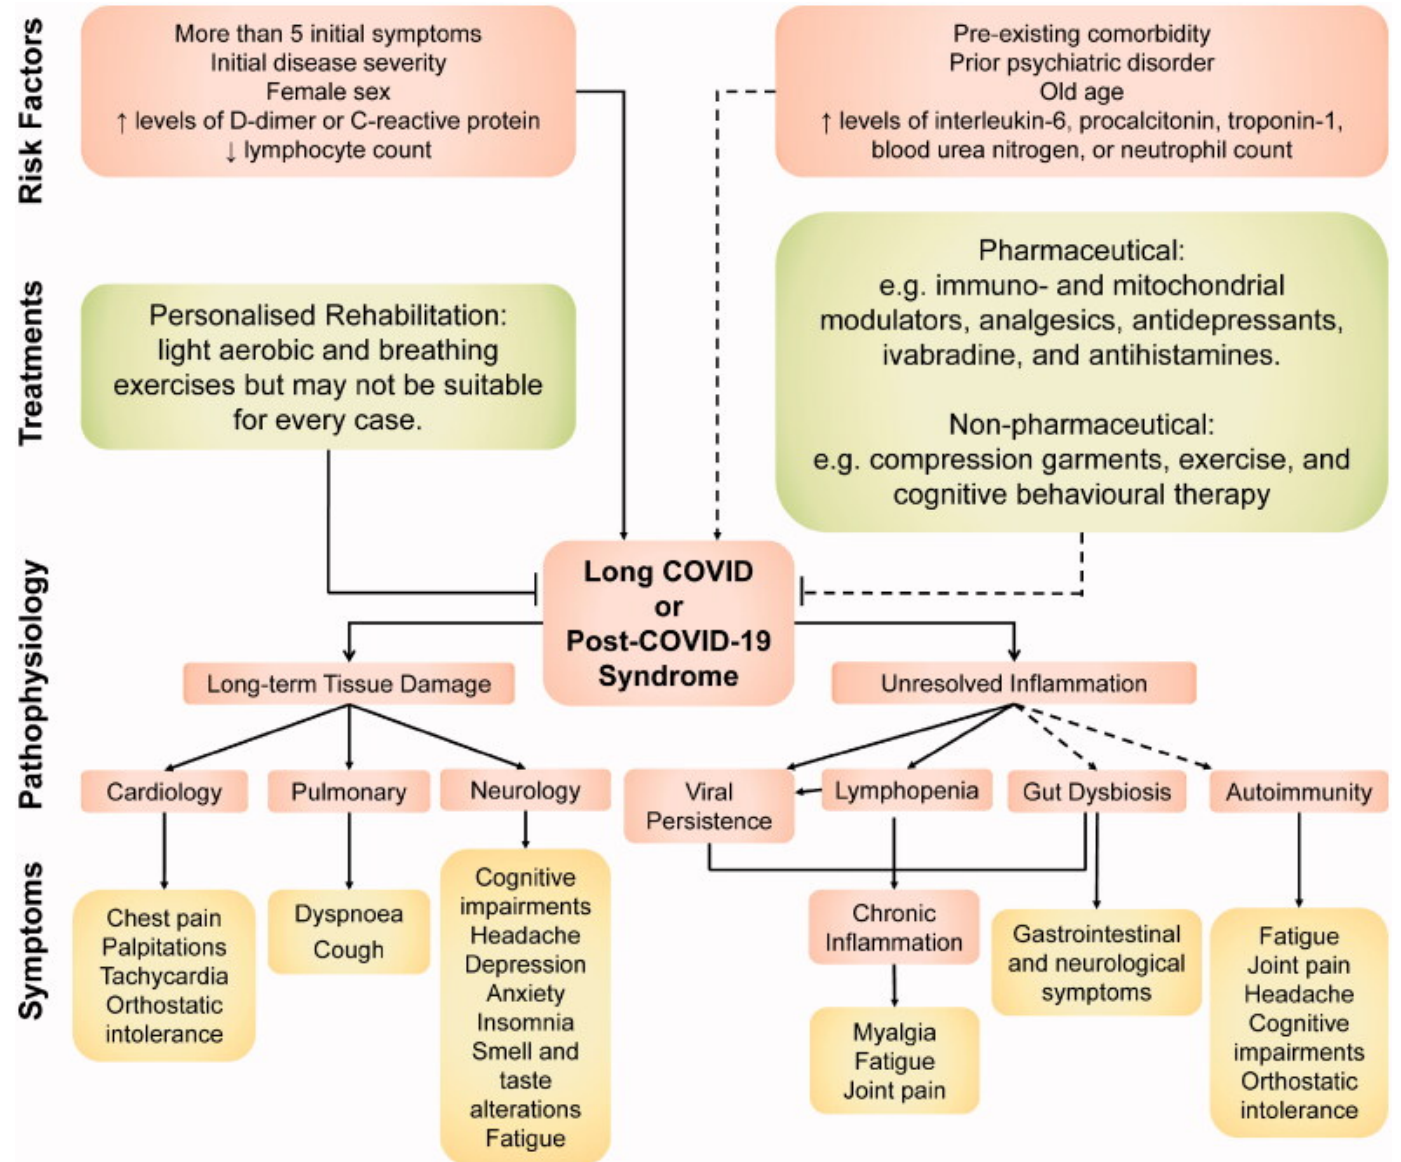 Risk Factors
More than 5 initial symptoms
Initial disease severity
Female sex
↑ levels of D-dimer or C-reactive protein
↓ lymphocyte count
Pre-existing comorbidity
Prior psychiatric disorder
Old age
↑ levels of interleukin-6, procalcitonin, troponin-1,
blood urea nitrogen, or neutrophil count
Treatments
Personalised Rehabilitation:
light aerobic and breathing
exercises but may not be suitable
for every case.
Pharmaceutical:
e.g. immuno- and mitochondrial
modulators, analgesics, antidepressants,
ivabradine, and antihistamines.
Non-pharmaceutical:
e.g. compression garments, exercise, and
cognitive behavioural therapy
Pathophysiology
Long COVID
or
Post-COVID-19
Syndrome
Long-term Tissue Damage
Unresolved Inflammation
Cardiology
Pulmonary
Neurology
Viral
Persistence
Lymphopenia
Gut Dysbiosis
Autoimmunity
Symptoms
Chest pain
Palpitations
Tachycardia
Orthostatic
intolerance
Dyspnoea
Cough
Cognitive
impairments
Headache
Depression
Anxiety
Insomnia
Smell and
taste
alterations
Fatigue
Chronic
Inflammation
Myalgia
Fatigue
Joint pain
Gastrointestinal
and neurological
symptoms
Fatigue
Joint pain
Headache
Cognitive
impairments
Orthostatic
intolerance